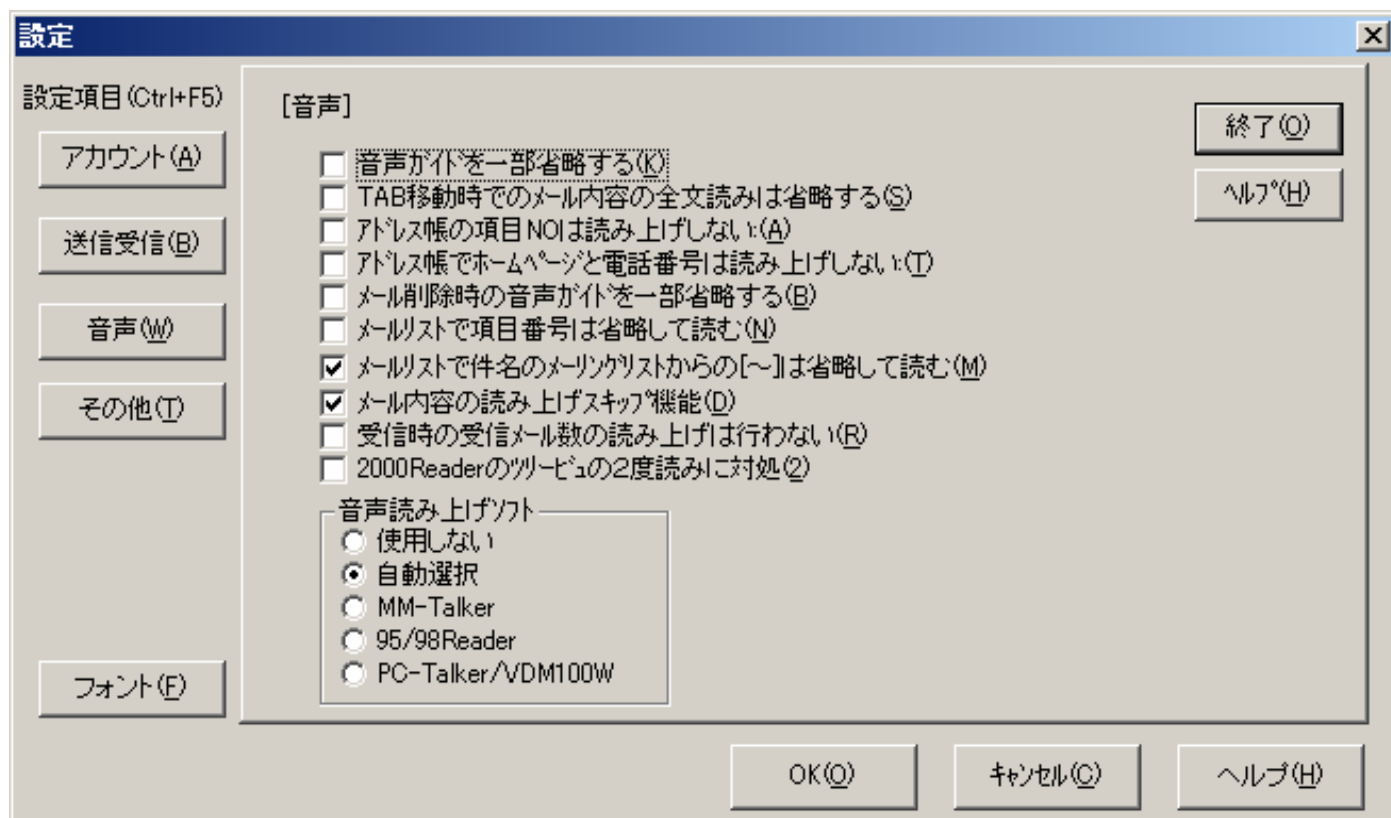 設定
設定項目(Ctrl+F5)
アカウント(A)
送信受信(B)
音声(W)
その他(T)
フォント(F)
[音声]
音声ｶﾞｲﾄﾞを一部省略する(K)
TAB移動時でのメール内容の全文読みは省略する(S)
ｱﾄﾞﾚｽ帳の項目NOは読み上げしない(A)
ｱﾄﾞﾚｽ帳でﾎｰﾑﾍﾟｰｼﾞと電話番号は読み上げしない(T)
ﾒｰﾙ削除時の音声ｶﾞｲﾄﾞを一部省略する(B)
ﾒｰﾙﾘｽﾄで項目番号は省略して読む(N)
ﾒｰﾙﾘｽﾄで件名のﾒｰﾘﾝｸﾞﾘｽﾄからの[～]は省略して読む(M)
ﾒｰﾙ内容の読み上げｽｷｯﾌﾟ機能(D)
受信時の受信ﾒｰﾙ数の読み上げは行わない(R)
2000Readerのﾂﾘｰﾋﾞｭの2度読みに対処(2)
音声読み上げｿﾌﾄ
使用しない
自動選択
MM-Talker
95/98Reader
PC-Talker/VDM100W
終了(O)
ﾍﾙﾌﾟ(H)
OK(O)
ｷｬﾝｾﾙ(C)
ヘルプ(H)